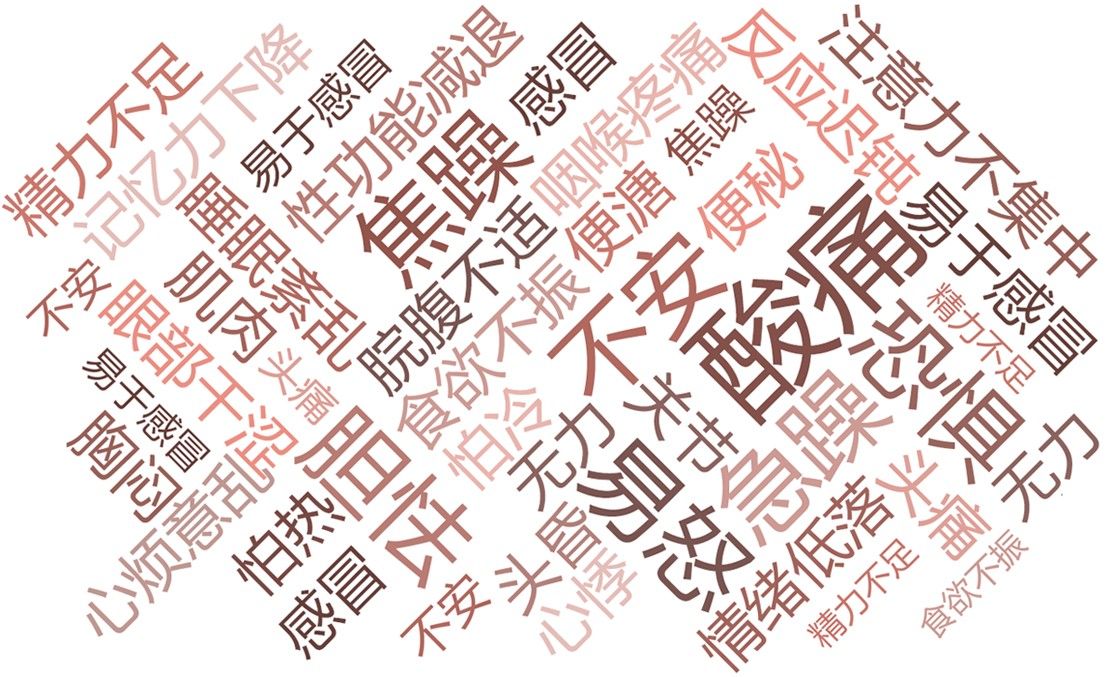 精力不足
记忆力下降
易于感冒
性功能减退
感冒
咽喉疼痛
反应迟钝
注意力不集中
焦躁
焦躁
睡眠紊乱
肌肉
脘腹不适
便溏
便秘
酸痛
易于感冒
不安
眼部干涩
头痛
食欲不振
不安
恐惧
精力不足
易于感冒
胸闷
心烦意乱
胆怯
怕冷
无力
关节
急躁
无力
怕热
感冒
易怒
头昏
心悸
不安
情绪低落
头痛
精力不足
食欲不振